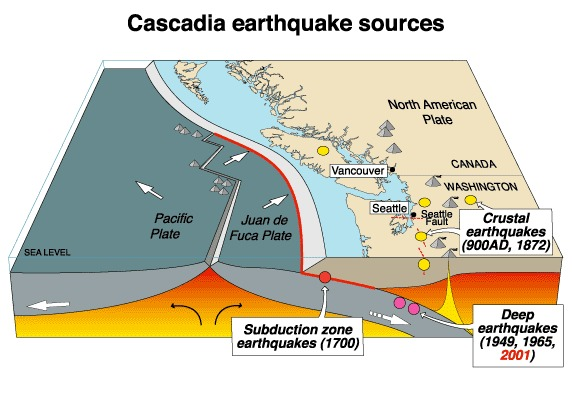 Cascadia earthquake sources
North American
Plate
CANADA
Vancouver
WASHINGTON
Seattle
Seattle
Fault
Pacific
Plate
Juan de
Fuca Plate
Crustal
earthquakes
(900AD, 1872)
SEA LEVEL
Subduction zone
earthquakes (1700)
Deep
earthquakes
(1949, 1965,
2001)